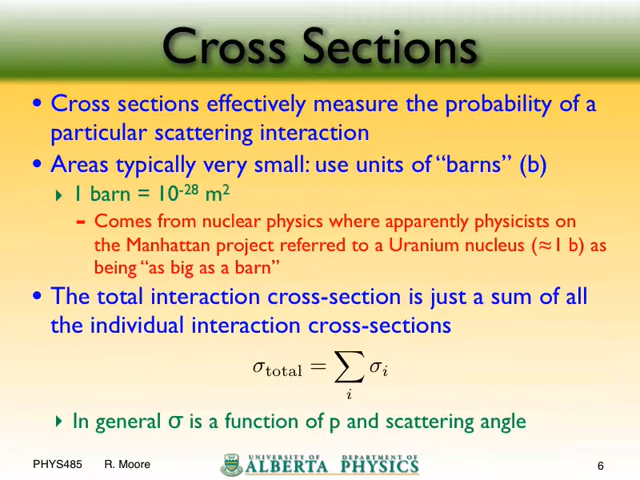 Cross Sections
• Cross sections effectively measure the probability of a
particular scattering interaction
• Areas typically very small: use units of “barns” (b)
‣ 1 barn = 10⁻²⁸ m²
- Comes from nuclear physics where apparently physicists on
the Manhattan project referred to a Uranium nucleus (≈1 b) as
being “as big as a barn”
• The total interaction cross-section is just a sum of all
the individual interaction cross-sections
σ_total = ∑_i σ_i
‣ In general σ is a function of p and scattering angle
PHYS485 R. Moore
UNIVERSITY OF DEPARTMENT OF
ALBERTA PHYSICS
6